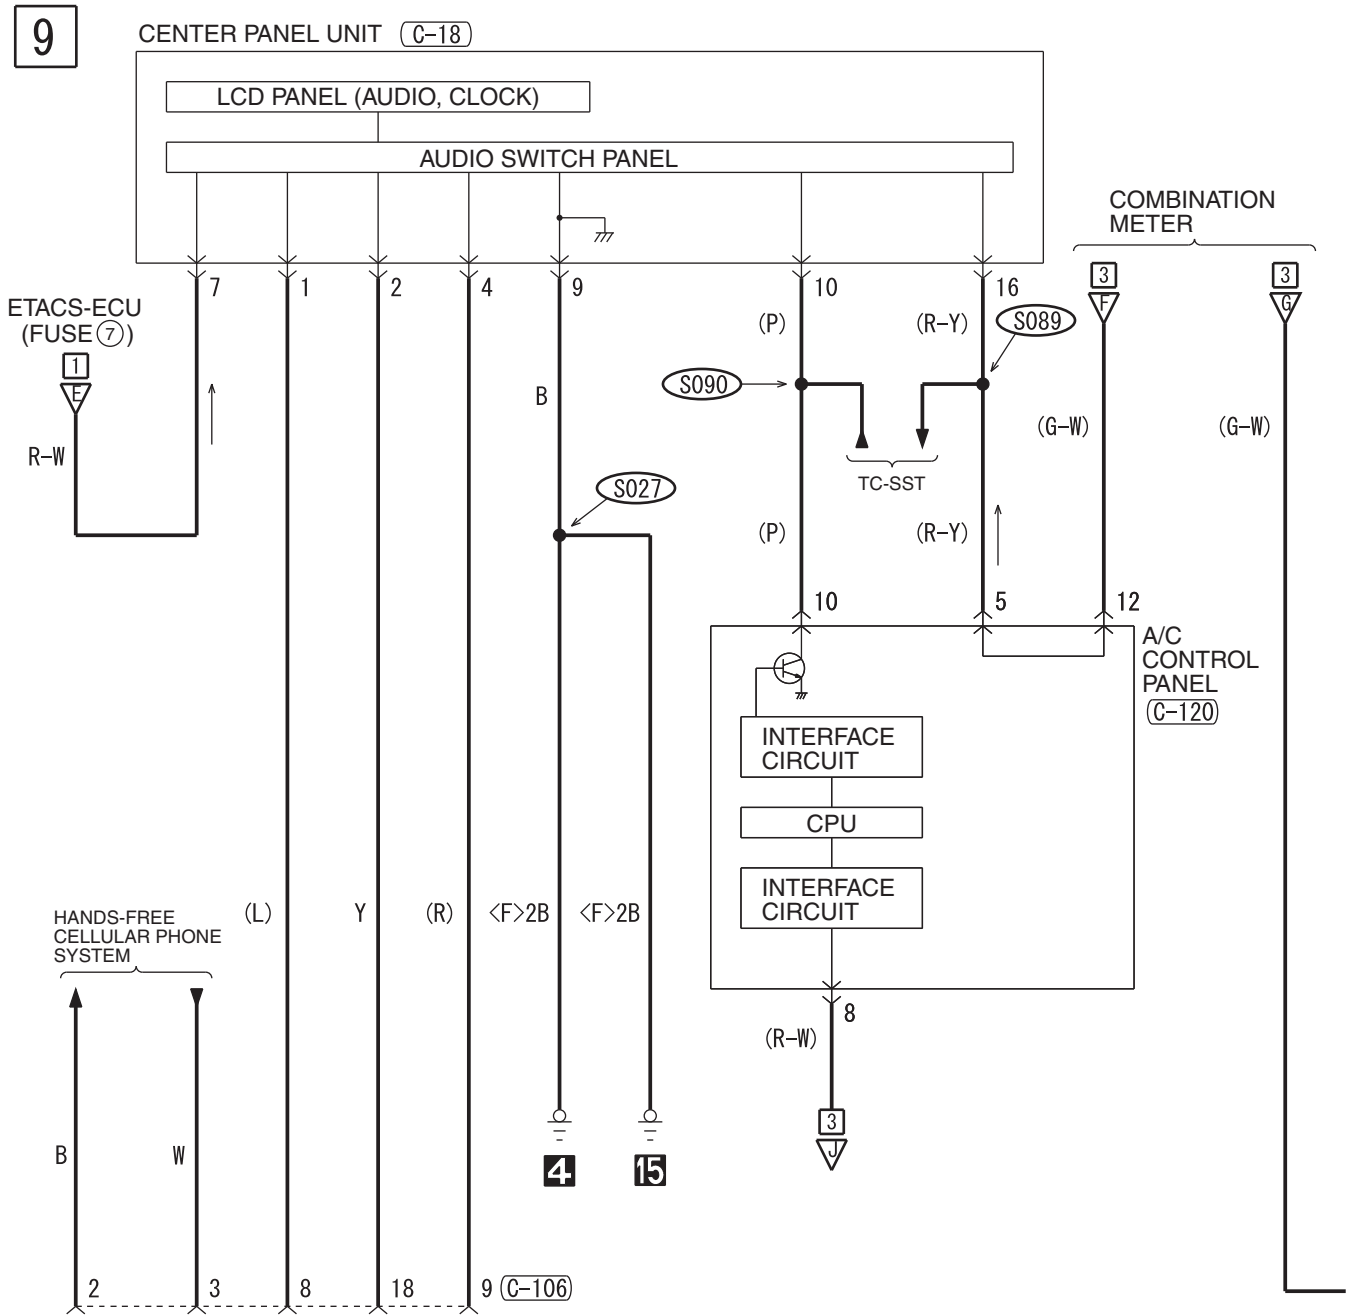 9
CENTER PANEL UNIT C-18
LCD PANEL (AUDIO, CLOCK)
AUDIO SWITCH PANEL
COMBINATION
METER
7 1 2 4 9 10 16
3 3
F G
ETACS-ECU
(FUSE 7)
1
E
(P) (R-Y) S089
S090
B
R-W
(G-W) (G-W)
TC-SST
S027
(P) (R-Y)
10 5 12
A/C
CONTROL
PANEL
C-120
INTERFACE
CIRCUIT
CPU
INTERFACE
CIRCUIT
HANDS-FREE
CELLULAR PHONE
SYSTEM
(L) Y (R) <F>2B <F>2B
8
(R-W)
3
J
B W
4 15
2 3 8 18 9 C-106